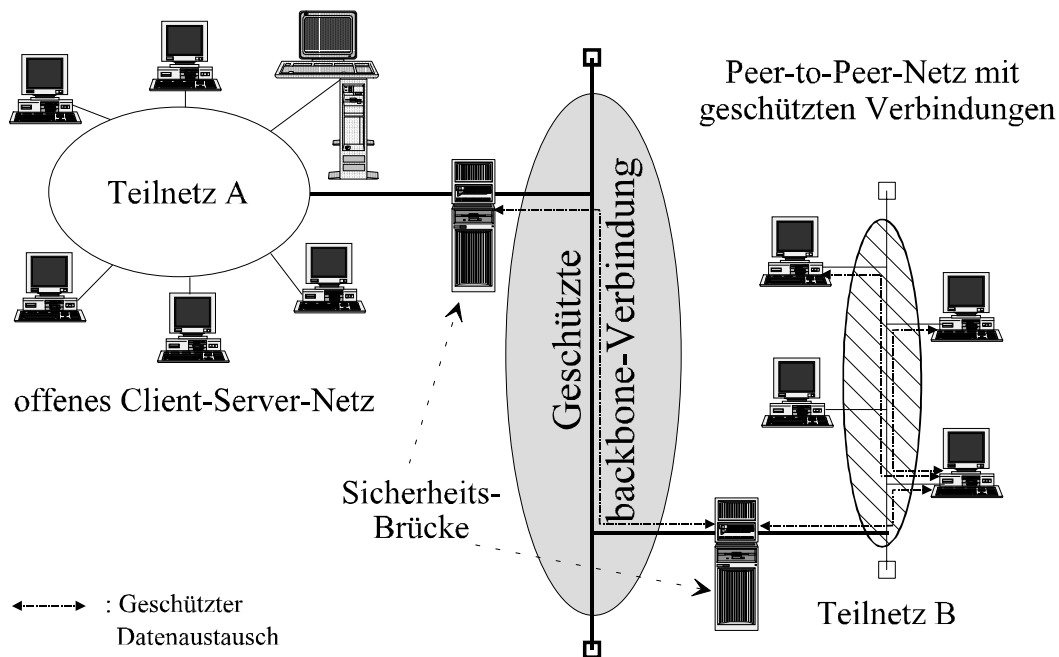 Peer-to-Peer-Netz mit
geschützten Verbindungen
Teilnetz A
offenes Client-Server-Netz
Geschützte
backbone-Verbindung
Sicherheits-
Brücke
Teilnetz B
: Geschützter
Datenaustausch